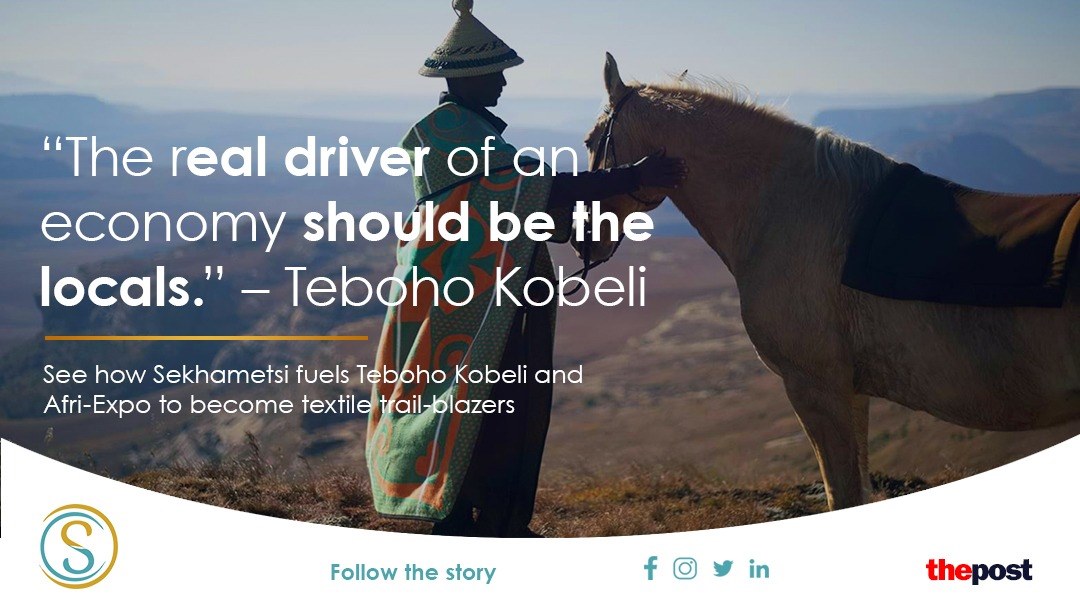 “The real driver of an
economy should be the
locals.” – Teboho Kobeli
See how Sekhametsi fuels Teboho Kobeli and
Afri-Expo to become textile trail-blazers
S
Follow the story
thepost